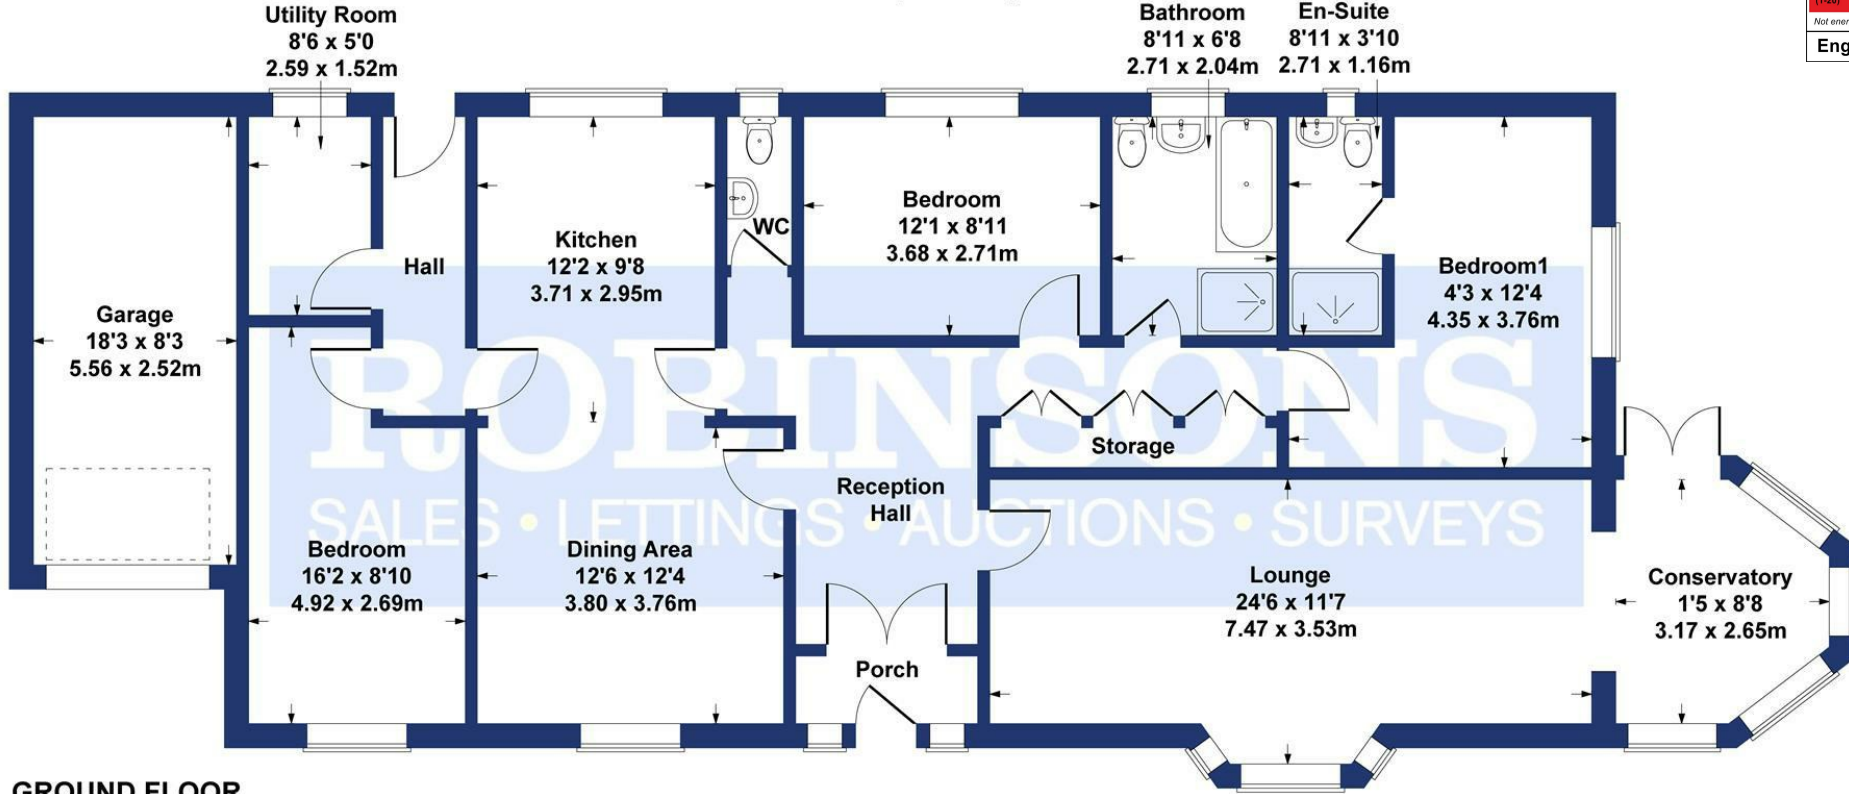 Utility Room
8'6 x 5'0
2.59 x 1.52m
Bathroom
8'11 x 6'8
2.71 x 2.04m
En-Suite
8'11 x 3'10
2.71 x 1.16m
(1-20)
Not ener
Eng
WC
Bedroom
12'1 x 8'11
3.68 x 2.71m
Kitchen
12'2 x 9'8
3.71 x 2.95m
Hall
Bedroom1
4'3 x 12'4
4.35 x 3.76m
Garage
18'3 x 8'3
5.56 x 2.52m
ROBINSONS
SALES • LETTINGS • AUCTIONS • SURVEYS
Storage
Reception
Hall
Bedroom
16'2 x 8'10
4.92 x 2.69m
Dining Area
12'6 x 12'4
3.80 x 3.76m
Lounge
24'6 x 11'7
7.47 x 3.53m
Conservatory
1'5 x 8'8
3.17 x 2.65m
Porch
GROUND FLOOR